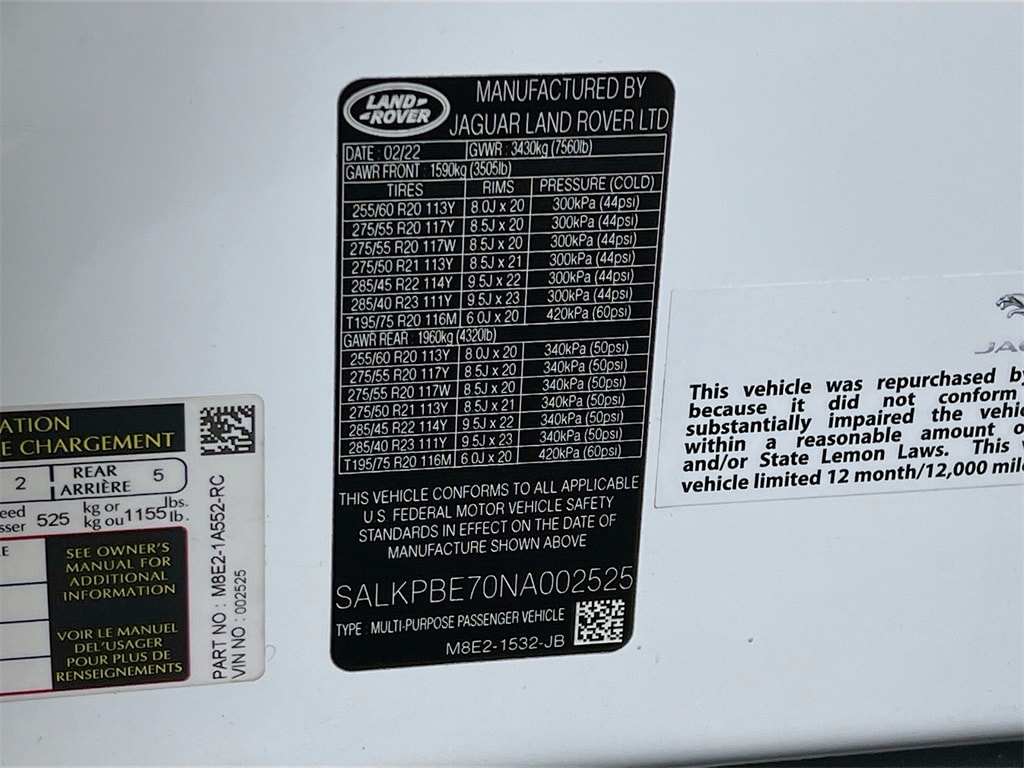 LAND-
-ROVER
MANUFACTURED BY
JAGUAR LAND ROVER LTD
DATE : 02/22 GVWR : 3430kg (7560lb)
GAWR FRONT : 1590kg (3505lb)
TIRES RIMS PRESSURE (COLD)
255/60 R20 113Y 8.0J x 20 300kPa (44psi)
275/55 R20 117Y 8.5J x 20 300kPa (44psi)
275/55 R20 117W 8.5J x 20 300kPa (44psi)
275/50 R21 113Y 8.5J x 21 300kPa (44psi)
285/45 R22 114Y 9.5J x 22 300kPa (44psi)
285/40 R23 111Y 9.5J x 23 300kPa (44psi)
T195/75 R20 116M 6.0J x 20 420kPa (60psi)
GAWR REAR : 1960kg (4320lb)
255/60 R20 113Y 8.0J x 20 340kPa (50psi)
275/55 R20 117Y 8.5J x 20 340kPa (50psi)
275/55 R20 117W 8.5J x 20 340kPa (50psi)
275/50 R21 113Y 8.5J x 21 340kPa (50psi)
285/45 R22 114Y 9.5J x 22 340kPa (50psi)
285/40 R23 111Y 9.5J x 23 340kPa (50psi)
T195/75 R20 116M 6.0J x 20 420kPa (60psi)
THIS VEHICLE CONFORMS TO ALL APPLICABLE
U.S. FEDERAL MOTOR VEHICLE SAFETY
STANDARDS IN EFFECT ON THE DATE OF
MANUFACTURE SHOWN ABOVE
SALKPBE70NA002525
TYPE : MULTI-PURPOSE PASSENGER VEHICLE
M8E2-1532-JB
ATION
E CHARGEMENT
2 REAR
ARRIÈRE 5
eed
sser 525 kg or
kg ou 1155 lbs.
lb.
E
SEE OWNER'S
MANUAL FOR
ADDITIONAL
INFORMATION
VOIR LE MANUEL
DEL'USAGER
POUR PLUS DE
RENSEIGNEMENTS
PART NO : M8E2-1A552-RC
VIN NO : 002525
JAG
This vehicle was repurchased by
because it did not conform
substantially impaired the vehic
within a reasonable amount o
and/or State Lemon Laws. This
vehicle limited 12 month/12,000 mile